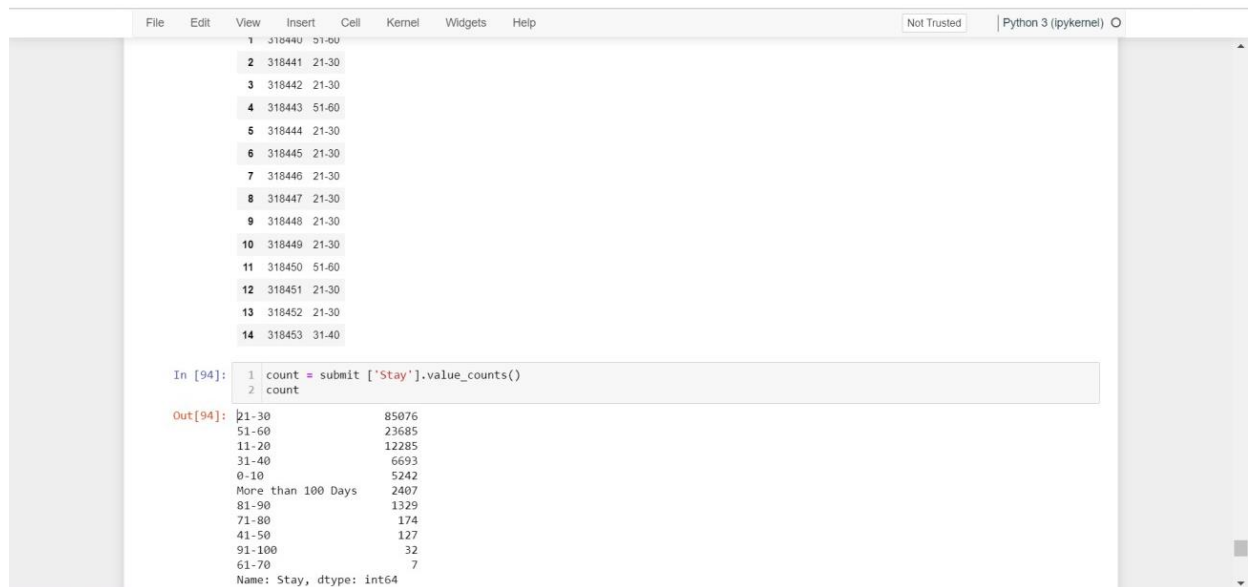 File Edit View Insert Cell Kernel Widgets Help Not Trusted Python 3 (ipykernel)
1 318440 51-60
2 318441 21-30
3 318442 21-30
4 318443 51-60
5 318444 21-30
6 318445 21-30
7 318446 21-30
8 318447 21-30
9 318448 21-30
10 318449 21-30
11 318450 51-60
12 318451 21-30
13 318452 21-30
14 318453 31-40
In [94]: 1 count = submit ['Stay'].value_counts()
2 count
Out[94]: 21-30 85076
51-60 23685
11-20 12285
31-40 6693
0-10 5242
More than 100 Days 2407
81-90 1329
71-80 174
41-50 127
91-100 32
61-70 7
Name: Stay, dtype: int64